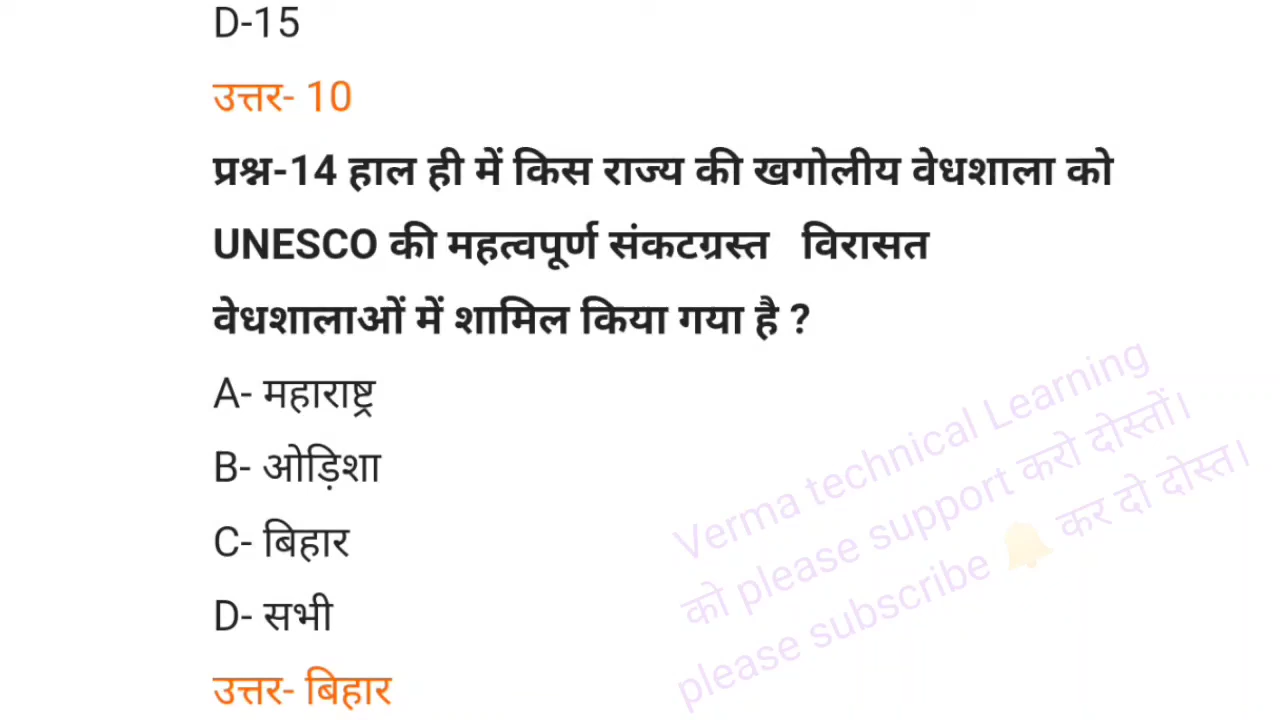 D-15
उत्तर- 10
प्रश्न-14 हाल ही में किस राज्य की खगोलीय वेधशाला को
UNESCO की महत्वपूर्ण संकटग्रस्त विरासत
वेधशालाओं में शामिल किया गया है ?
A- महाराष्ट्र
B- ओड़िशा
C- बिहार
D- सभी
उत्तर- बिहार
Verma technical Learning
को please support करो दोस्तों।
please subscribe 🔔 कर दो दोस्त।